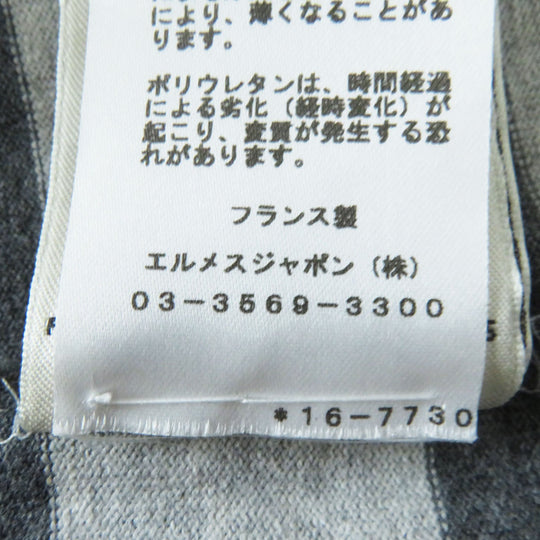 により、薄くなることがあ
ります。
ポリウレタンは、時間経過
による劣化（経時変化）が
起こり、変質が発生する恐
れがあります。
フランス製
エルメスジャポン（株）
03-3569-3300
*16-7730